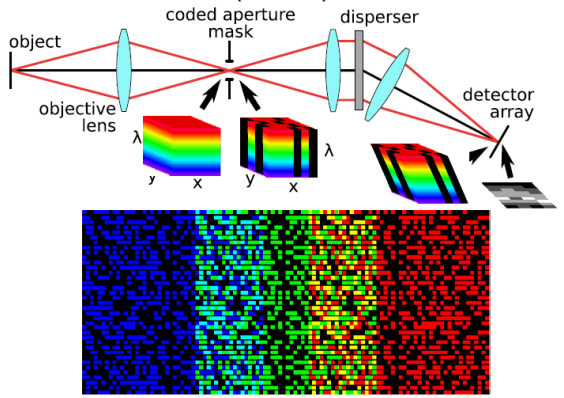 object
coded aperture
mask
disperser
objective
lens
detector
array
λ
y
x
y
x
λ